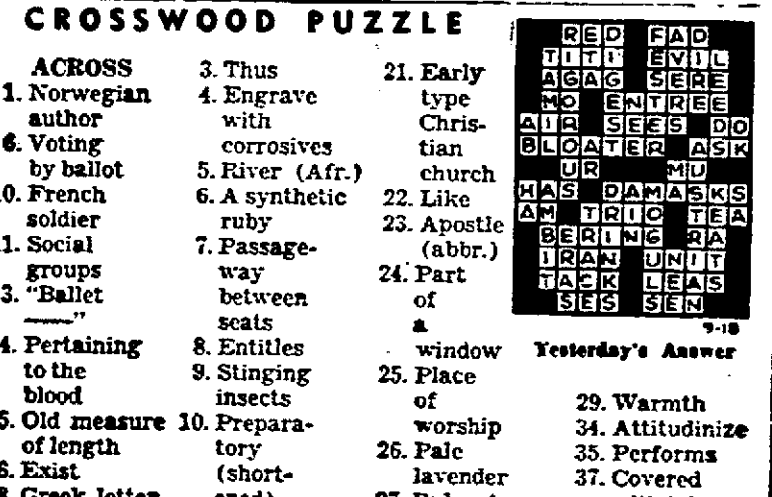 CROSSWOOD PUZZLE
ACROSS
1. Norwegian
author
6. Voting
by ballot
0. French
soldier
1. Social
groups
3. "Ballet
——"
4. Pertaining
to the
blood
5. Old measure
of length
6. Exist
8. Greek letter
3. Thus
4. Engrave
with
corrosives
5. River (Afr.)
6. A synthetic
ruby
7. Passage-
way
between
seats
8. Entitles
9. Stinging
insects
10. Prepara-
tory
(short-
ened)
21. Early
type
Chris-
tian
church
22. Like
23. Apostle
(abbr.)
24. Part
of
a
window
25. Place
of
worship
26. Pale
lavender
RED FAD
TITI EVIL
AGAG SERE
MO ENTREE
AIR SEES DO
BLOATER ASK
UR MU
HAS DAMASKS
AM TRIO TEA
BERING RA
IRAN UNIT
TACK LEAS
SES SEN
9-18
Yesterday's Answer
29. Warmth
34. Attitudinize
35. Performs
37. Covered